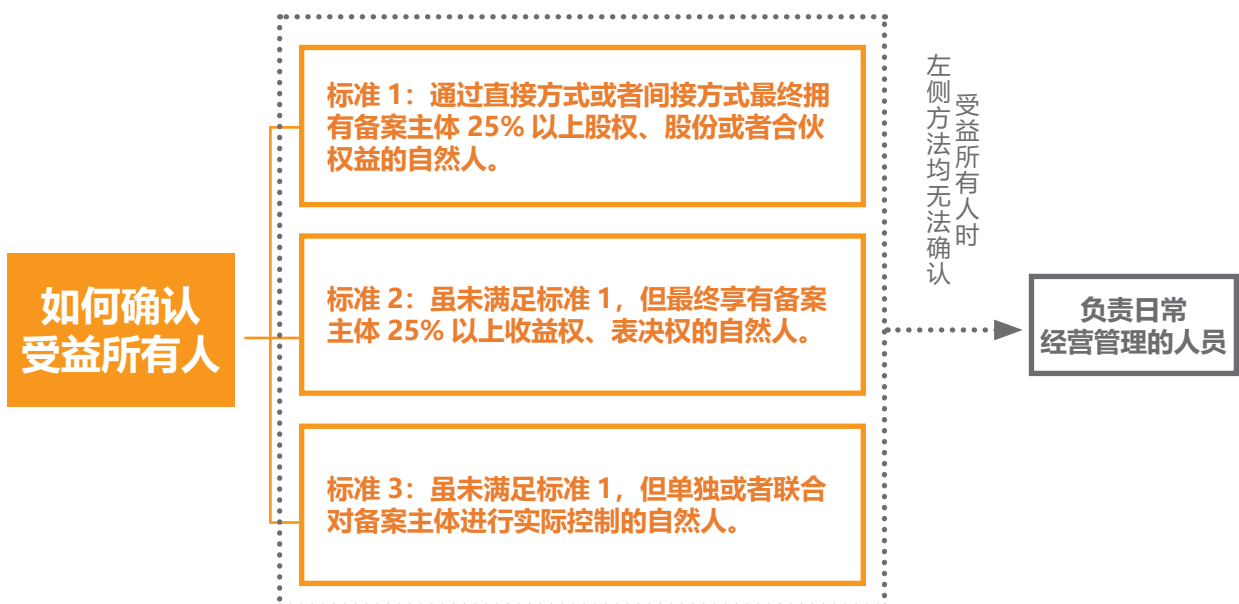 如何确认
受益所有人
标准 1：通过直接方式或者间接方式最终拥
有备案主体 25% 以上股权、股份或者合伙
权益的自然人。
标准 2：虽未满足标准 1，但最终享有备案
主体 25% 以上收益权、表决权的自然人。
标准 3：虽未满足标准 1，但单独或者联合
对备案主体进行实际控制的自然人。
左侧方法均无法确认
受益所有人时
负责日常
经营管理的人员